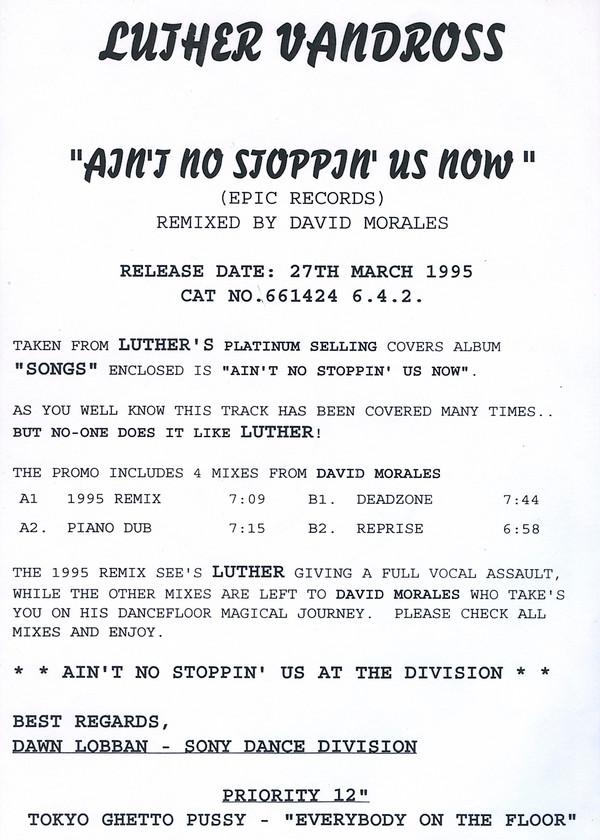 LUTHER VANDROSS
"AIN'T NO STOPPIN' US NOW "
(EPIC RECORDS)
REMIXED BY DAVID MORALES
RELEASE DATE: 27TH MARCH 1995
CAT NO.661424 6.4.2.
TAKEN FROM LUTHER'S PLATINUM SELLING COVERS ALBUM
"SONGS" ENCLOSED IS "AIN'T NO STOPPIN' US NOW".
AS YOU WELL KNOW THIS TRACK HAS BEEN COVERED MANY TIMES..
BUT NO-ONE DOES IT LIKE LUTHER!
THE PROMO INCLUDES 4 MIXES FROM DAVID MORALES
A1 1995 REMIX 7:09 B1. DEADZONE 7:44
A2. PIANO DUB 7:15 B2. REPRISE 6:58
THE 1995 REMIX SEE'S LUTHER GIVING A FULL VOCAL ASSAULT,
WHILE THE OTHER MIXES ARE LEFT TO DAVID MORALES WHO TAKE'S
YOU ON HIS DANCEFLOOR MAGICAL JOURNEY. PLEASE CHECK ALL
MIXES AND ENJOY.
* * AIN'T NO STOPPIN' US AT THE DIVISION * *
BEST REGARDS,
DAWN LOBBAN - SONY DANCE DIVISION
PRIORITY 12"
TOKYO GHETTO PUSSY - "EVERYBODY ON THE FLOOR"